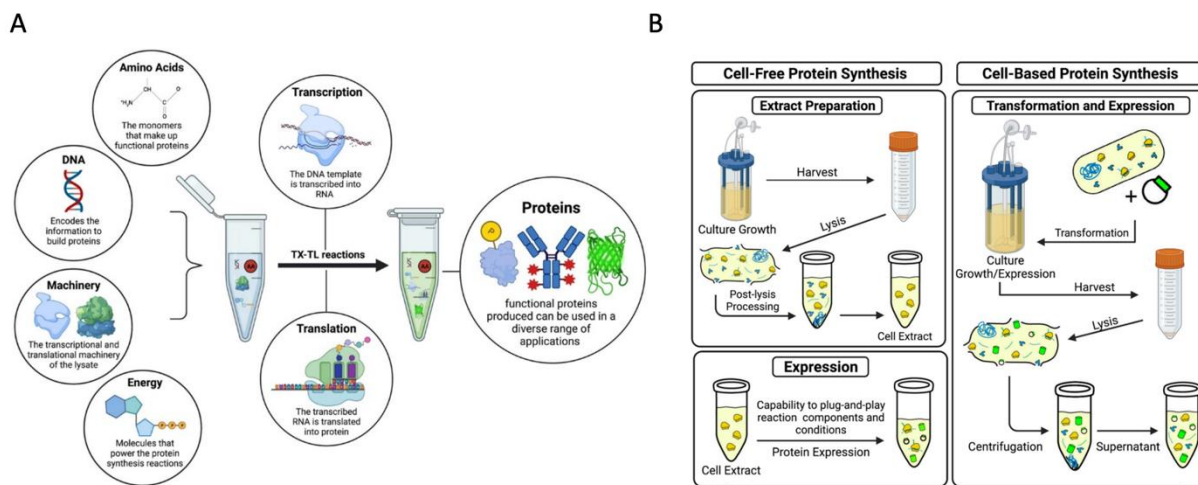 A
Amino Acids
H₂N
CH
C
O
O
The monomers
that make up
functional proteins
DNA
Encodes the
information to
build proteins
Machinery
The transcriptional and
translational machinery
of the lysate
Energy
Molecules that
power the protein
synthesis reactions
AA
Transcription
The DNA template
is transcribed into
RNA
TX-TL reactions
Translation
The transcribed
RNA is translated
into protein
AA
Proteins
functional proteins
produced can be used in a
diverse range of
applications
B
Cell-Free Protein Synthesis
Extract Preparation
Culture Growth
Harvest
Lysis
Post-lysis
Processing
Cell Extract
Expression
Capability to plug-and-play
reaction components and
conditions
Protein Expression
Cell Extract
Cell-Based Protein Synthesis
Transformation and Expression
+
Transformation
Culture
Growth/Expression
Harvest
Lysis
Centrifugation
Supernatant